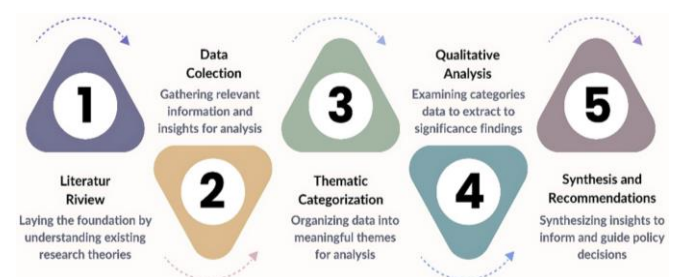 1
Literatur
Riview
Laying the foundation by
understanding existing
research theories
Data
Colection
Gathering relevant
information and
insights for analysis
2
3
Thematic
Categorization
Organizing data into
meaningful themes
for analysis
Qualitative
Analysis
Examining categories
data to extract to
significance findings
4
5
Synthesis and
Recommendations
Synthesizing insights to
inform and guide policy
decisions